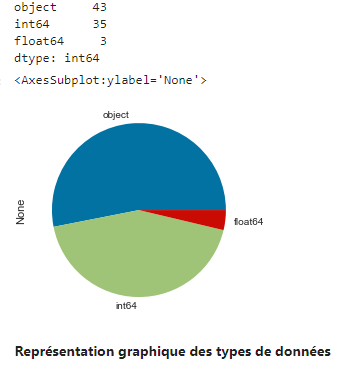 object 43
int64 35
float64 3
dtype: int64
<AxesSubplot:ylabel='None'>
object
None
float64
int64
Représentation graphique des types de données